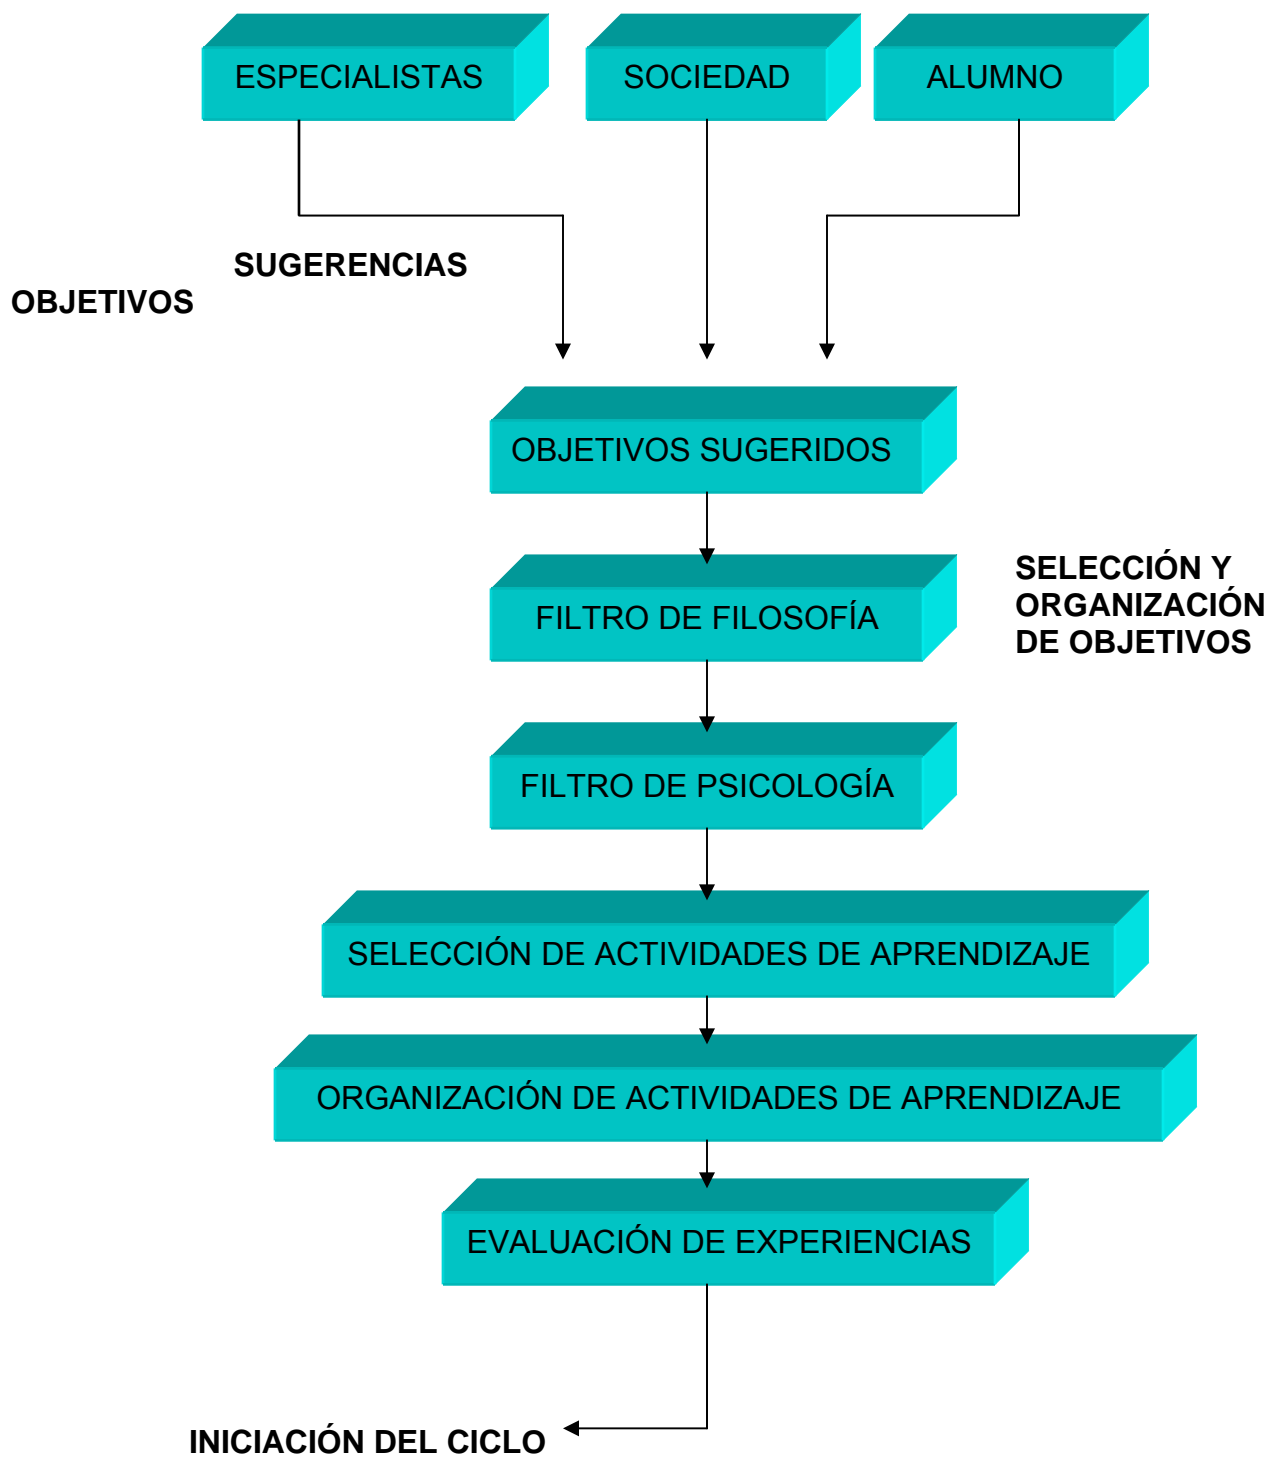 ESPECIALISTAS
SOCIEDAD
ALUMNO
SUGERENCIAS
OBJETIVOS
OBJETIVOS SUGERIDOS
SELECCIÓN Y
ORGANIZACIÓN
DE OBJETIVOS
FILTRO DE FILOSOFÍA
FILTRO DE PSICOLOGÍA
SELECCIÓN DE ACTIVIDADES DE APRENDIZAJE
ORGANIZACIÓN DE ACTIVIDADES DE APRENDIZAJE
EVALUACIÓN DE EXPERIENCIAS
INICIACIÓN DEL CICLO